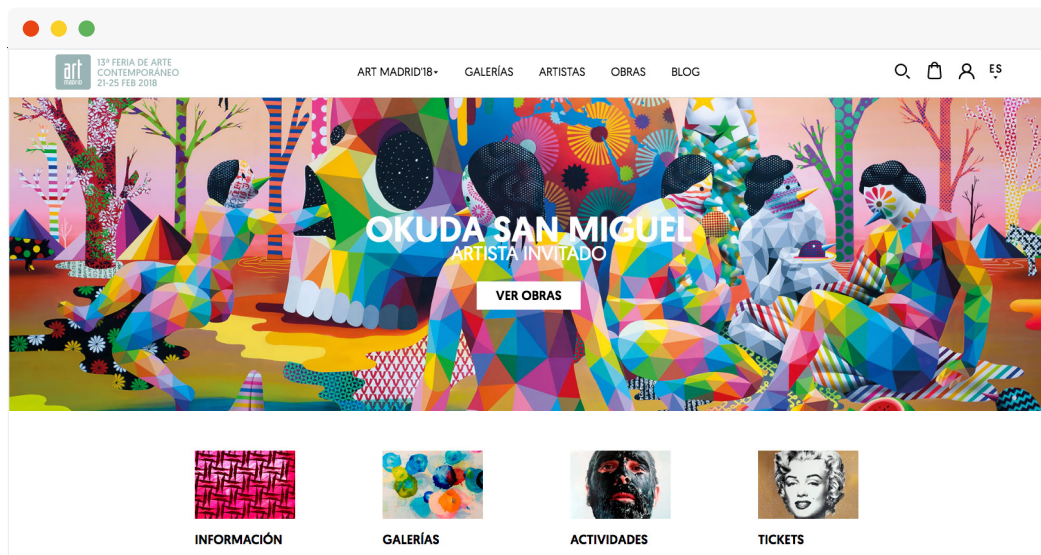 art
madrid
13ª FERIA DE ARTE
CONTEMPORÁNEO
21-25 FEB 2018
ART MADRID'18 GALERÍAS ARTISTAS OBRAS BLOG
ES
OKUDA SAN MIGUEL
ARTISTA INVITADO
VER OBRAS
INFORMACIÓN GALERÍAS ACTIVIDADES TICKETS